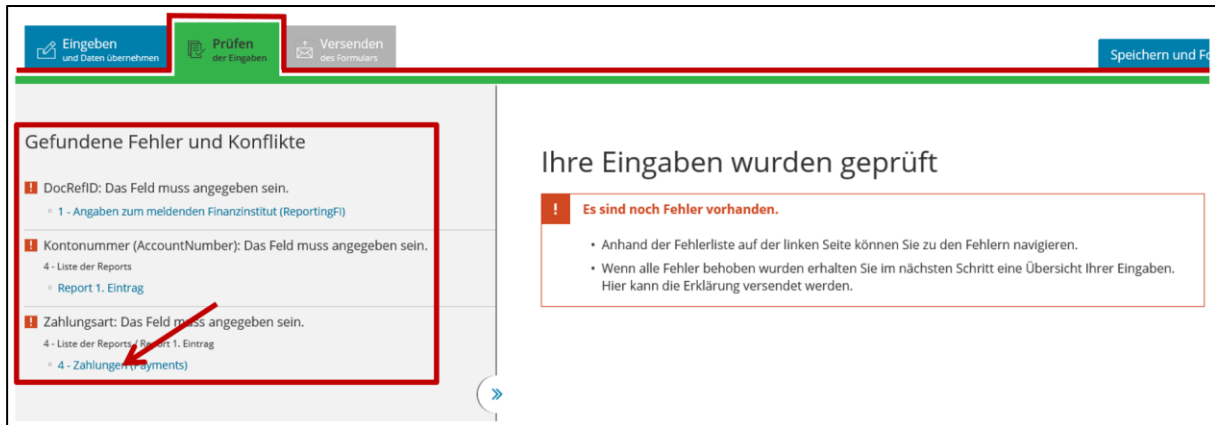 Eingeben
und Daten übernehmen
Prüfen
der Eingaben
Versenden
des Formulars
Speichern und Fo
Gefundene Fehler und Konflikte
! DocRefID: Das Feld muss angegeben sein.
1 - Angaben zum meldenden Finanzinstitut (ReportingFI)
! Kontonummer (AccountNumber): Das Feld muss angegeben sein.
4 - Liste der Reports
Report 1. Eintrag
! Zahlungsart: Das Feld muss angegeben sein.
4 - Liste der Reports / Report 1. Eintrag
4 - Zahlungen (Payments)
»
Ihre Eingaben wurden geprüft
! Es sind noch Fehler vorhanden.
• Anhand der Fehlerliste auf der linken Seite können Sie zu den Fehlern navigieren.
• Wenn alle Fehler behoben wurden erhalten Sie im nächsten Schritt eine Übersicht Ihrer Eingaben.
Hier kann die Erklärung versendet werden.